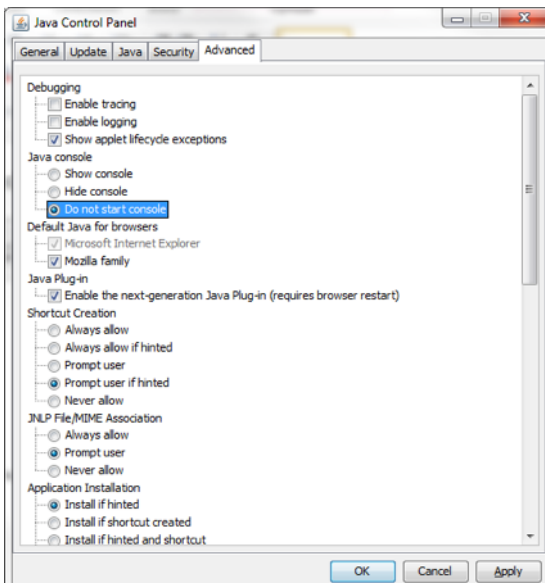 Java Control Panel
General Update Java Security Advanced
Debugging
Enable tracing
Enable logging
Show applet lifecycle exceptions
Java console
Show console
Hide console
Do not start console
Default Java for browsers
Microsoft Internet Explorer
Mozilla family
Java Plug-in
Enable the next-generation Java Plug-in (requires browser restart)
Shortcut Creation
Always allow
Always allow if hinted
Prompt user
Prompt user if hinted
Never allow
JNLP File/MIME Association
Always allow
Prompt user
Never allow
Application Installation
Install if hinted
Install if shortcut created
Install if hinted and shortcut
OK Cancel Apply